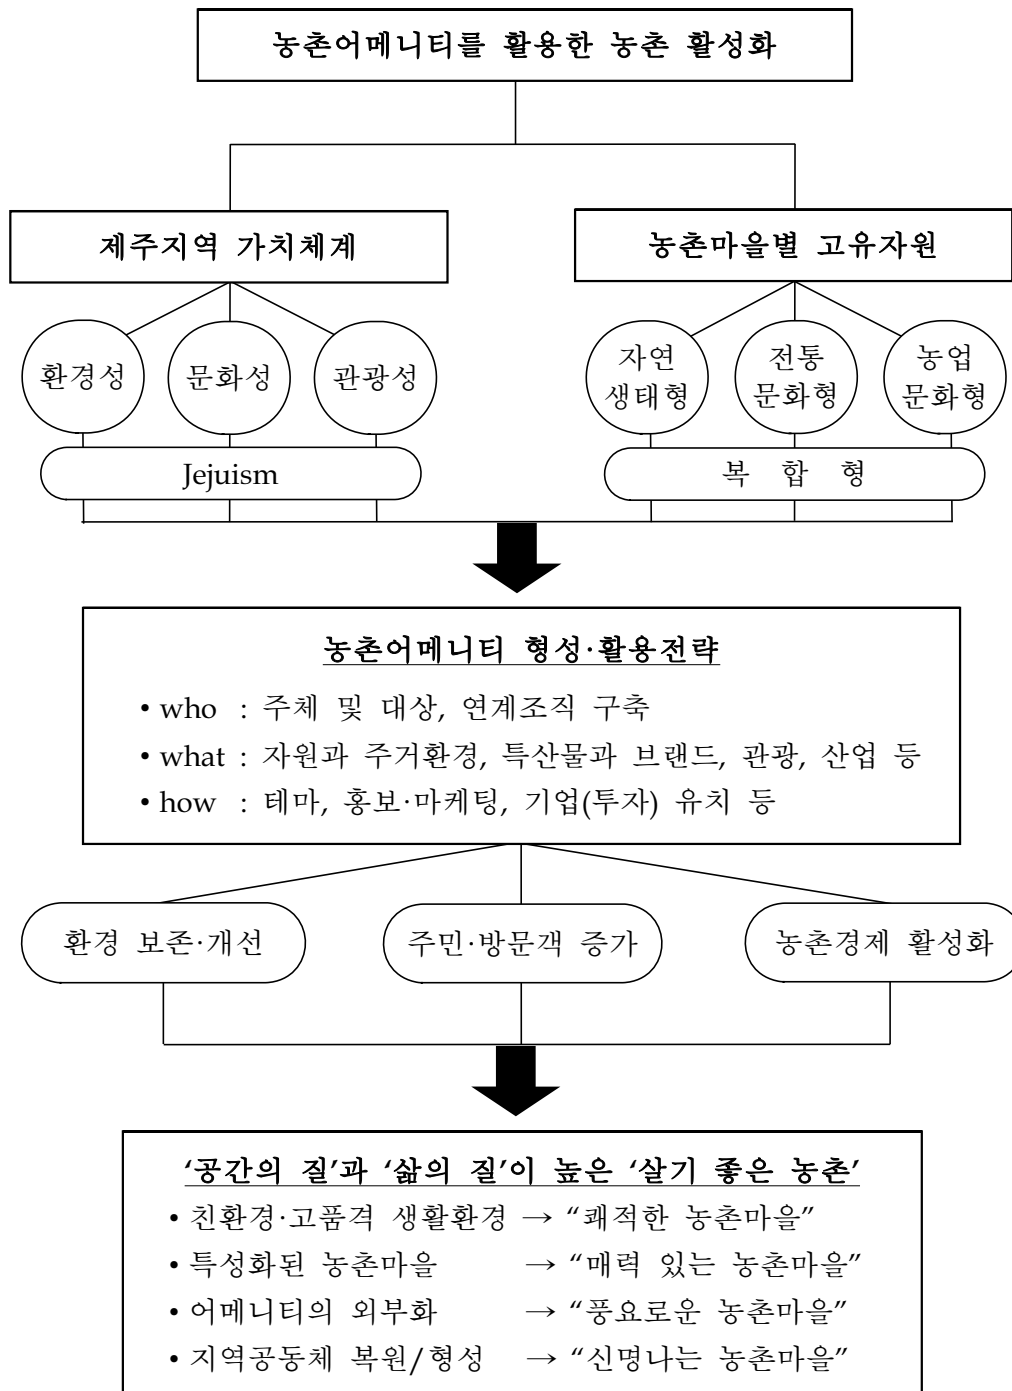 농촌어메니티를 활용한 농촌 활성화
제주지역 가치체계
농촌마을별 고유자원
환경성
문화성
관광성
자연
생태형
전통
문화형
농업
문화형
Jejuism
복 합 형
농촌어메니티 형성·활용전략
• who : 주체 및 대상, 연계조직 구축
• what : 자원과 주거환경, 특산물과 브랜드, 관광, 산업 등
• how : 테마, 홍보·마케팅, 기업(투자) 유치 등
환경 보존·개선
주민·방문객 증가
농촌경제 활성화
‘공간의 질’과 ‘삶의 질’이 높은 ‘살기 좋은 농촌’
• 친환경·고품격 생활환경 → “쾌적한 농촌마을”
• 특성화된 농촌마을 → “매력 있는 농촌마을”
• 어메니티의 외부화 → “풍요로운 농촌마을”
• 지역공동체 복원/형성 → “신명나는 농촌마을”